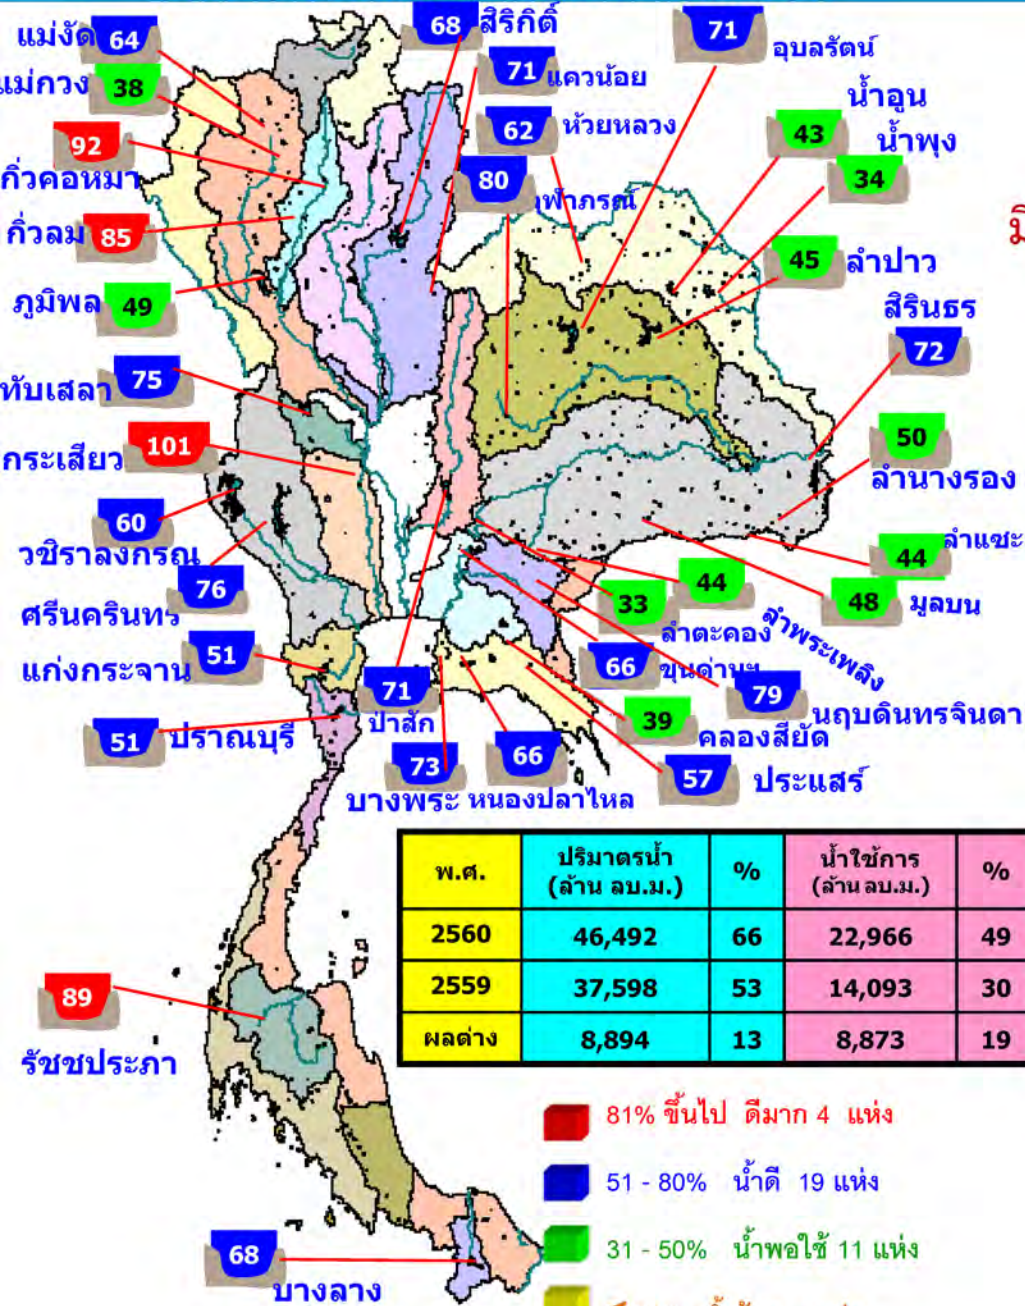 แม่งัด 64
68 สิริกิติ์
71 อุบลรัตน์
แม่กวง 38
71 แควน้อย
น้ำอูน
92
62 ห้วยหลวง
43 น้ำพุง
กิ่วคอหมา
80
34
ฬาภรณ์
กิ่วลม 85
มิ
45 ลำปาว
ภูมิพล 49
สิรินธร
72
ทับเสลา 75
กระเสียว 101
50
ลำนางรอง
60
วชิราลงกรณ
44 ลำแซะ
76
ศรีนครินทร
33
44
48 มูลบน
ลำตะคอง
ลำพระเพลิง
แก่งกระจาน 51
66 ขุนด่านฯ
71
79 นฤบดินทรจินดา
ป่าสัก
39 คลองสียัด
51 ปราณบุรี
73
66
57 ประแสร์
บางพระ หนองปลาไหล
พ.ศ. ปริมาตรน้ำ (ล้าน ลบ.ม.) % น้ำใช้การ (ล้าน ลบ.ม.) %
2560 46,492 66 22,966 49
2559 37,598 53 14,093 30
ผลต่าง 8,894 13 8,873 19
89
รัชชประภา
81% ขึ้นไป ดีมาก 4 แห่ง
51 - 80% น้ำดี 19 แห่ง
31 - 50% น้ำพอใช้ 11 แห่ง
68
บางลาง